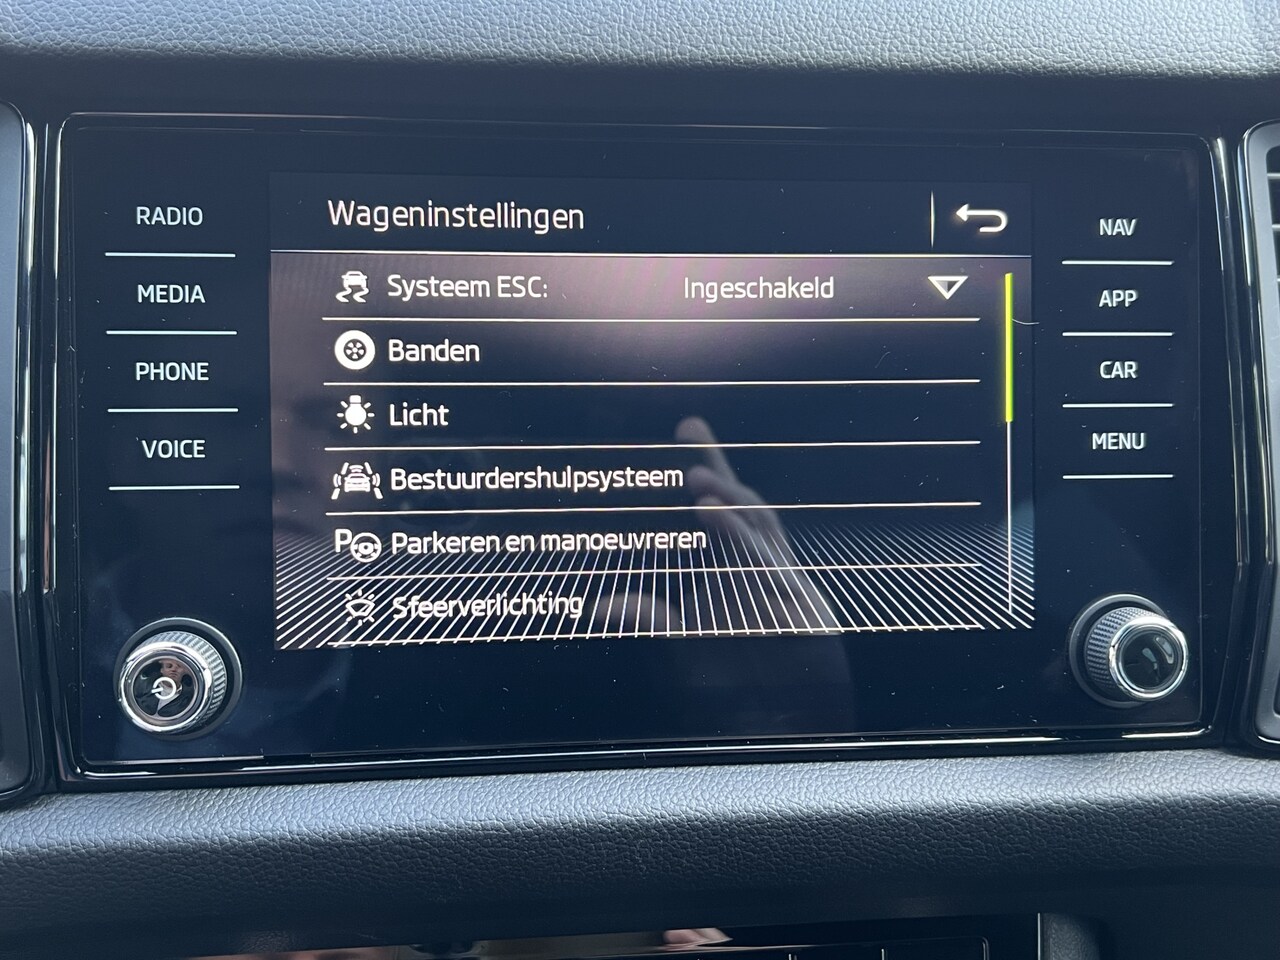 RADIO
MEDIA
PHONE
VOICE
Wageninstellingen
Systeem ESC: Ingeschakeld
Banden
Licht
Bestuurdershulpsysteem
P Parkeren en manoeuvreren
Sfeerverlichting
NAV
APP
CAR
MENU